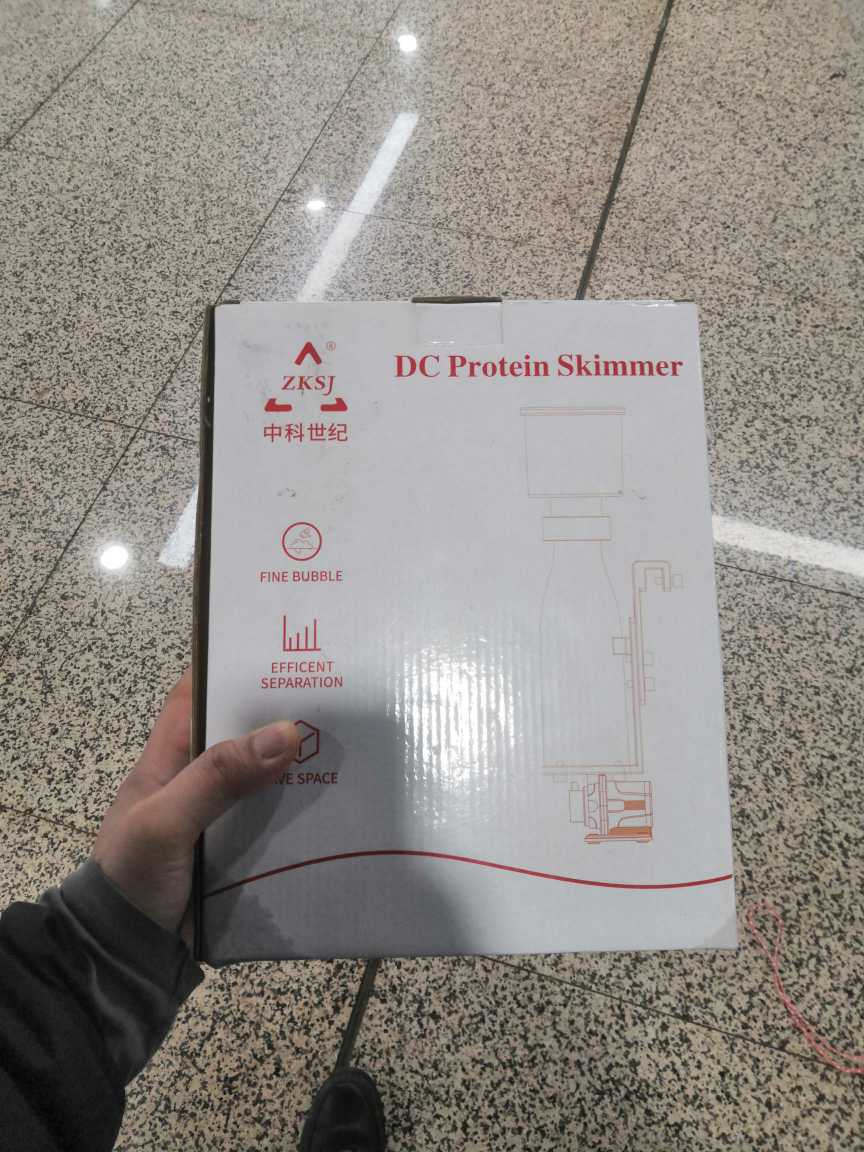 ZKSJ®
中科世纪
DC Protein Skimmer
FINE BUBBLE
EFFICENT
SEPARATION
SPACE